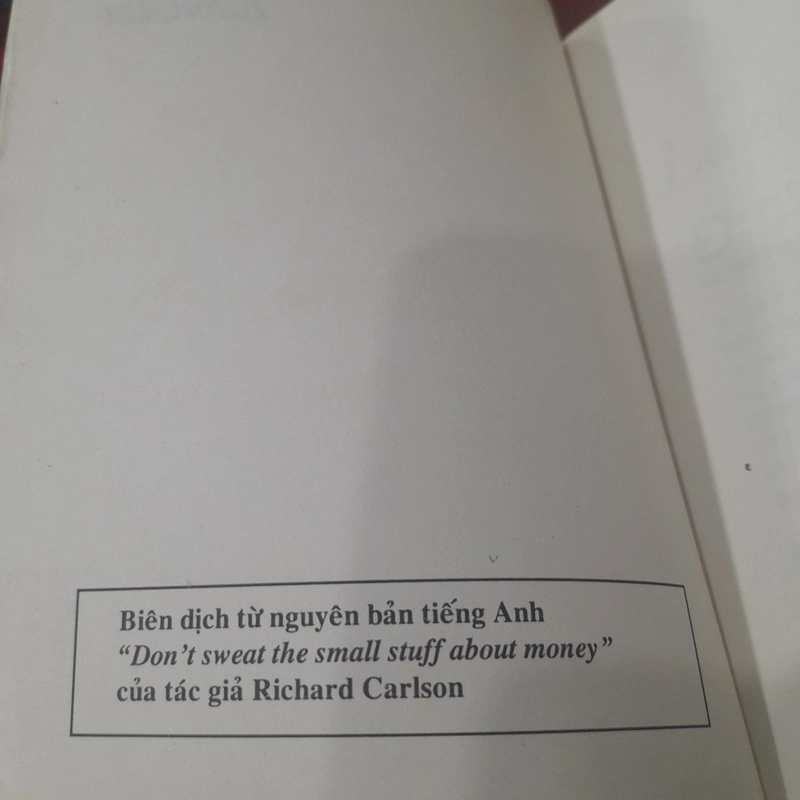 Biên dịch từ nguyên bản tiếng Anh
“Don’t sweat the small stuff about money”
của tác giả Richard Carlson